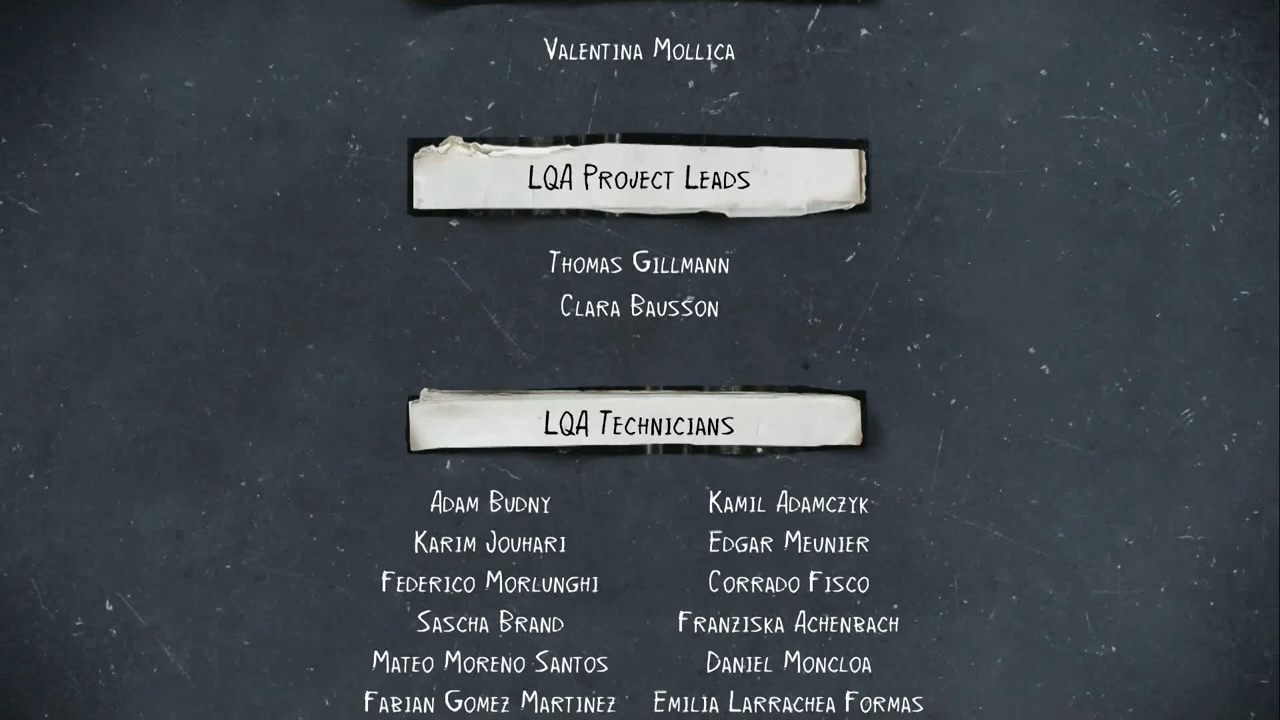 Valentina Mollica
LQA Project Leads
Thomas Gillmann
Clara Bausson
LQA Technicians
Adam Budny Kamil Adamczyk
Karim Jouhari Edgar Meunier
Federico Morlunghi Corrado Fisco
Sascha Brand Franziska Achenbach
Mateo Moreno Santos Daniel Moncloa
Fabian Gomez Martinez Emilia Larrachea Formas